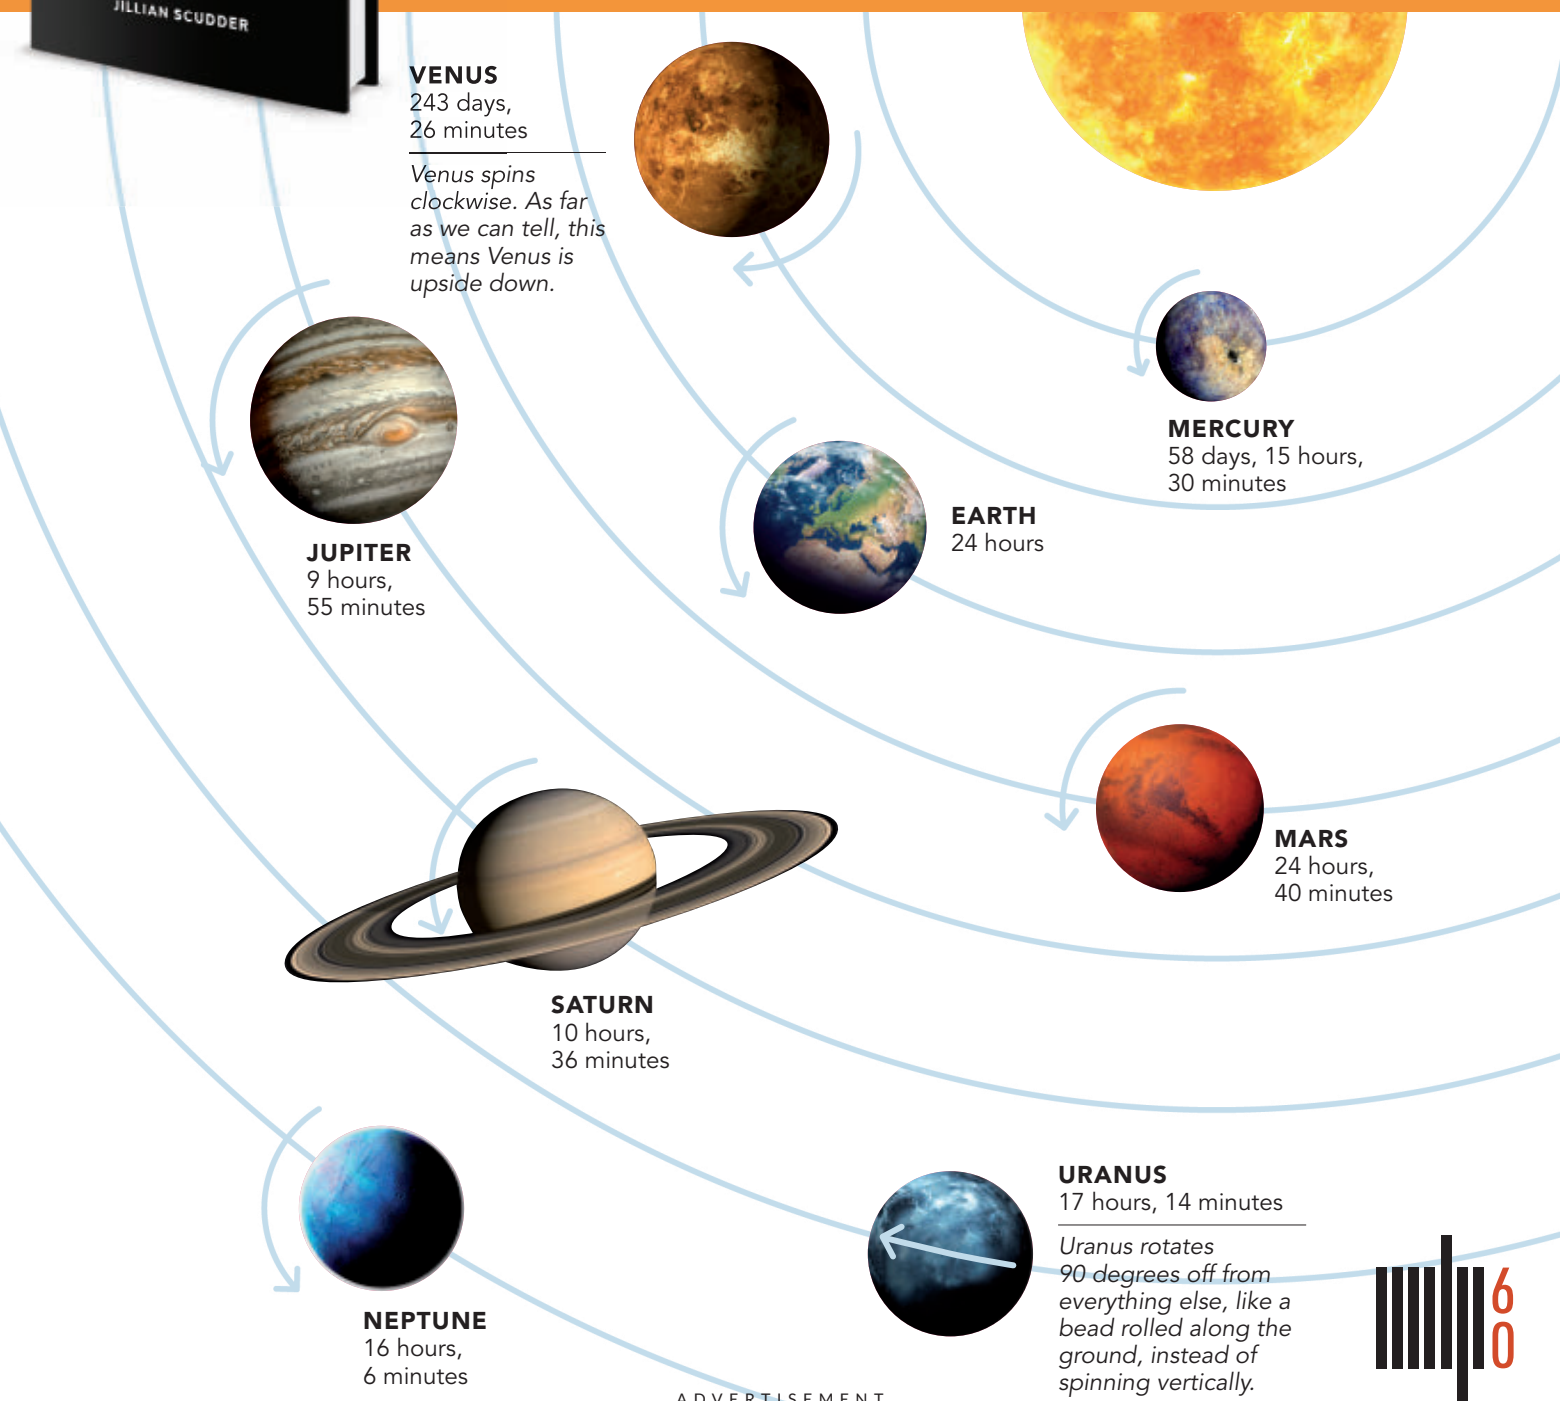 JILLIAN SCUDDER
VENUS
243 days,
26 minutes
Venus spins
clockwise. As far
as we can tell, this
means Venus is
upside down.
MERCURY
58 days, 15 hours,
30 minutes
JUPITER
9 hours,
55 minutes
EARTH
24 hours
MARS
24 hours,
40 minutes
SATURN
10 hours,
36 minutes
URANUS
17 hours, 14 minutes
Uranus rotates
90 degrees off from
everything else, like a
bead rolled along the
ground, instead of
spinning vertically.
NEPTUNE
16 hours,
6 minutes
60
ADVERTISEMENT